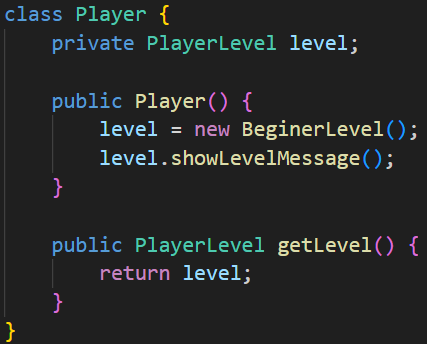 class Player {
    private PlayerLevel level;

    public Player() {
        level = new BeginerLevel();
        level.showLevelMessage();
    }

    public PlayerLevel getLevel() {
        return level;
    }
}